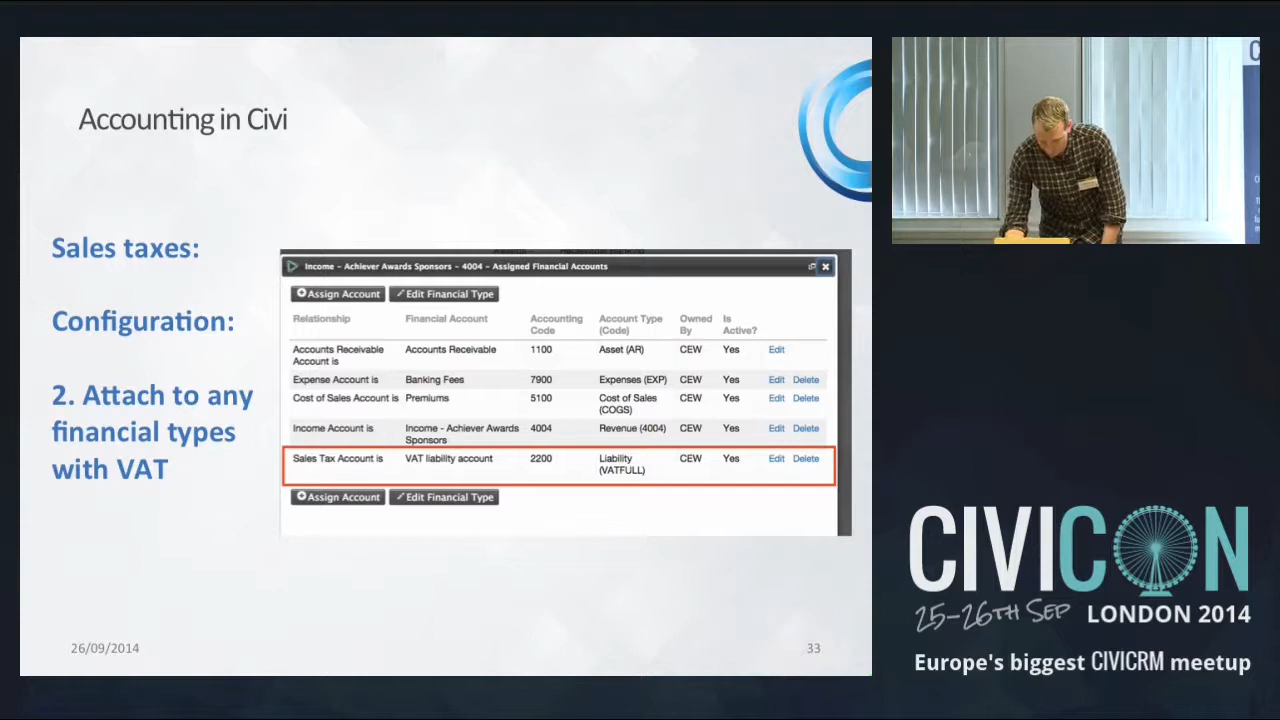 Accounting in Civi
Sales taxes:
Configuration:
2. Attach to any
financial types
with VAT
Income - Achiever Awards Sponsors - 4004 - Assigned Financial Accounts
Assign Account Edit Financial Type
Relationship Financial Account Accounting Code Account Type (Code) Owned By Is Active?
Accounts Receivable Account is Accounts Receivable 1100 Asset (AR) CEW Yes Edit
Expense Account is Banking Fees 7900 Expenses (EXP) CEW Yes Edit Delete
Cost of Sales Account is Premiums 5100 Cost of Sales (COGS) CEW Yes Edit Delete
Income Account is Income - Achiever Awards Sponsors 4004 Revenue (4004) CEW Yes Edit Delete
Sales Tax Account is VAT liability account 2200 Liability (VATFULL) CEW Yes Edit Delete
Assign Account Edit Financial Type
26/09/2014
33
CIVICON
25-26TH SEP LONDON 2014
Europe's biggest CIVICRM meetup